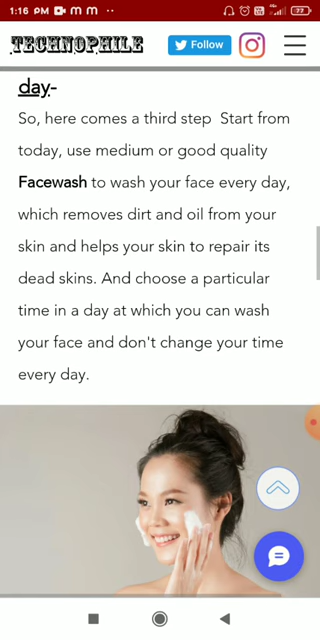 1:16 PM
77
TECHNOPHILE
Follow
day-
So, here comes a third step  Start from
today, use medium or good quality
Facewash to wash your face every day,
which removes dirt and oil from your
skin and helps your skin to repair its
dead skins. And choose a particular
time in a day at which you can wash
your face and don't change your time
every day.